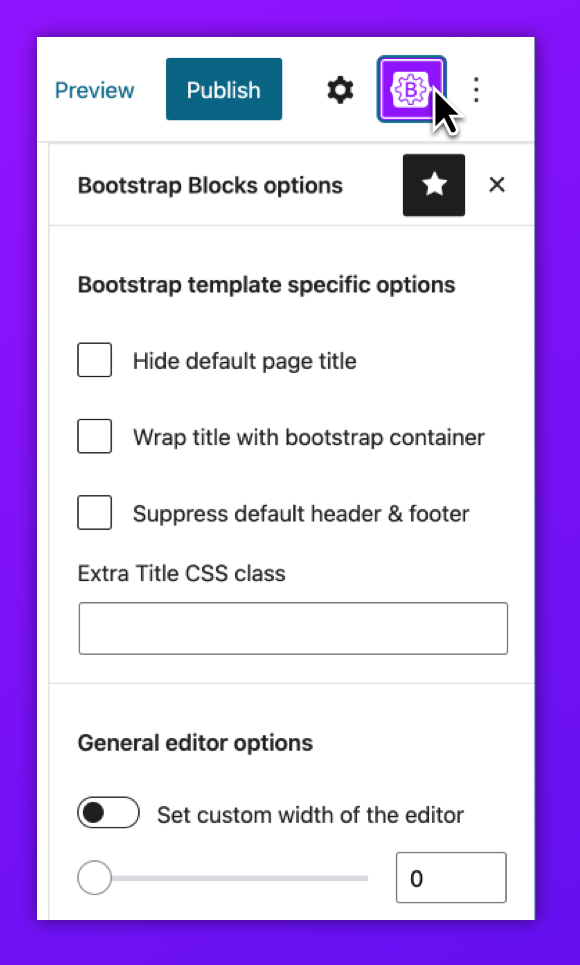 Preview Publish B
Bootstrap Blocks options
Bootstrap template specific options
Hide default page title
Wrap title with bootstrap container
Suppress default header & footer
Extra Title CSS class
General editor options
Set custom width of the editor
0